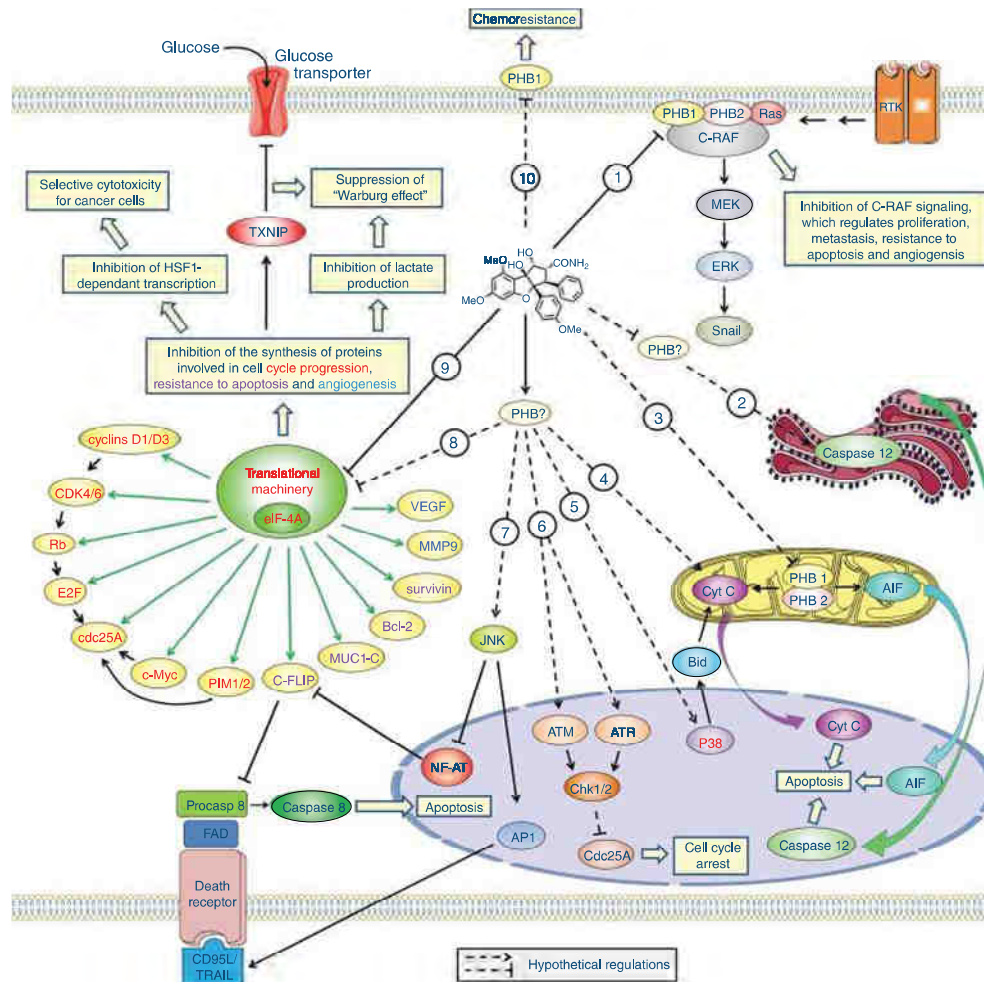 Chemoresistance
Glucose
Glucose
transporter
PHB1
RTK
PHB1
PHB2
Ras
C-RAF
10
1
Selective cytotoxicity
for cancer cells
Suppression of
"Warburg effect"
MEK
Inhibition of C-RAF signaling,
which regulates proliferation,
metastasis, resistance to
apoptosis and angiogensis
TXNIP
HO
MeO
HO
CONH2
ERK
Inhibition of HSF1-
dependant transcription
Inhibition of lactate
production
MeO
O
OMe
Snail
PHB?
Inhibition of the synthesis of proteins
involved in cell cycle progression,
resistance to apoptosis and angiogenesis
9
3
2
PHB?
cyclins D1/D3
8
Caspase 12
Translational
machinery
4
CDK4/6
VEGF
5
eIF-4A
7
6
Rb
MMP9
PHB 1
Cyt C
AIF
E2F
survivin
PHB 2
cdc25A
Bcl-2
JNK
MUC1-C
Bid
c-Myc
PIM1/2
C-FLIP
ATM
ATR
P38
Cyt C
NF-AT
Chk1/2
Apoptosis
AIF
Procasp 8
Caspase 8
Apoptosis
FAD
AP1
Cdc25A
Cell cycle
arrest
Caspase 12
Death
receptor
CD95L/
TRAIL
Hypothetical regulations